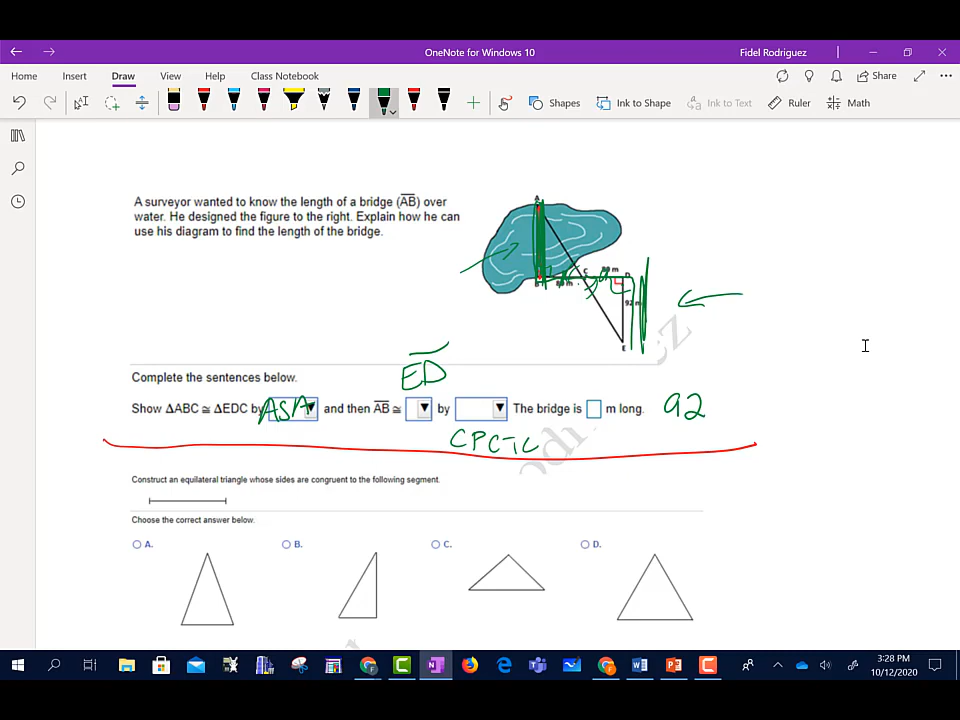 OneNote for Windows 10
Fidel Rodriguez
Home Insert Draw View Help Class Notebook
Share
Shapes Ink to Shape Ink to Text Ruler Math
A surveyor wanted to know the length of a bridge (AB) over
water. He designed the figure to the right. Explain how he can
use his diagram to find the length of the bridge.
A
B C D
80 m
92 m
E
Complete the sentences below.
ED
Show ΔABC ≅ ΔEDC by ASA and then AB ≅ by The bridge is m long. 92
CPCTC
Construct an equilateral triangle whose sides are congruent to the following segment.
Choose the correct answer below.
A. B. C. D.
3:28 PM
10/12/2020